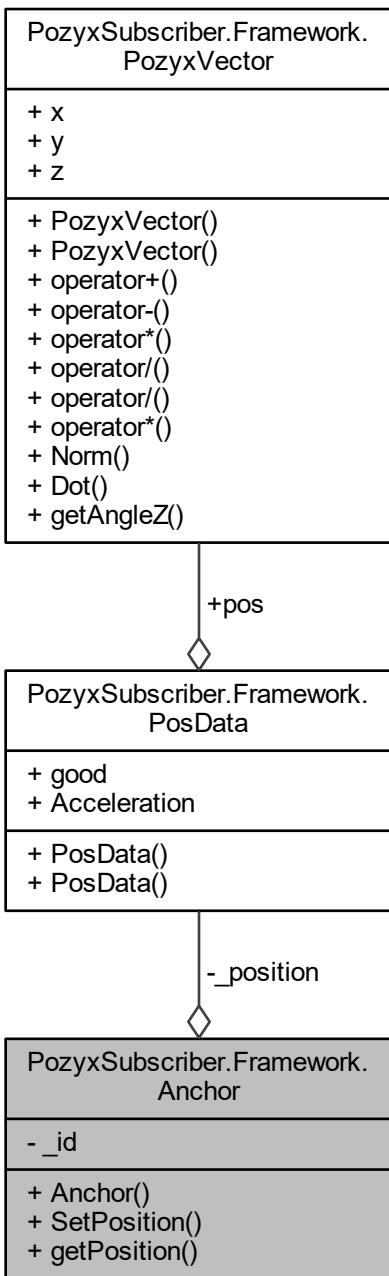 PozyxSubscriber.Framework.
PozyxVector
+ x
+ y
+ z
+ PozyxVector()
+ PozyxVector()
+ operator+()
+ operator-()
+ operator*()
+ operator/()
+ operator/()
+ operator*()
+ Norm()
+ Dot()
+ getAngleZ()
+pos
PozyxSubscriber.Framework.
PosData
+ good
+ Acceleration
+ PosData()
+ PosData()
-_position
PozyxSubscriber.Framework.
Anchor
- _id
+ Anchor()
+ SetPosition()
+ getPosition()